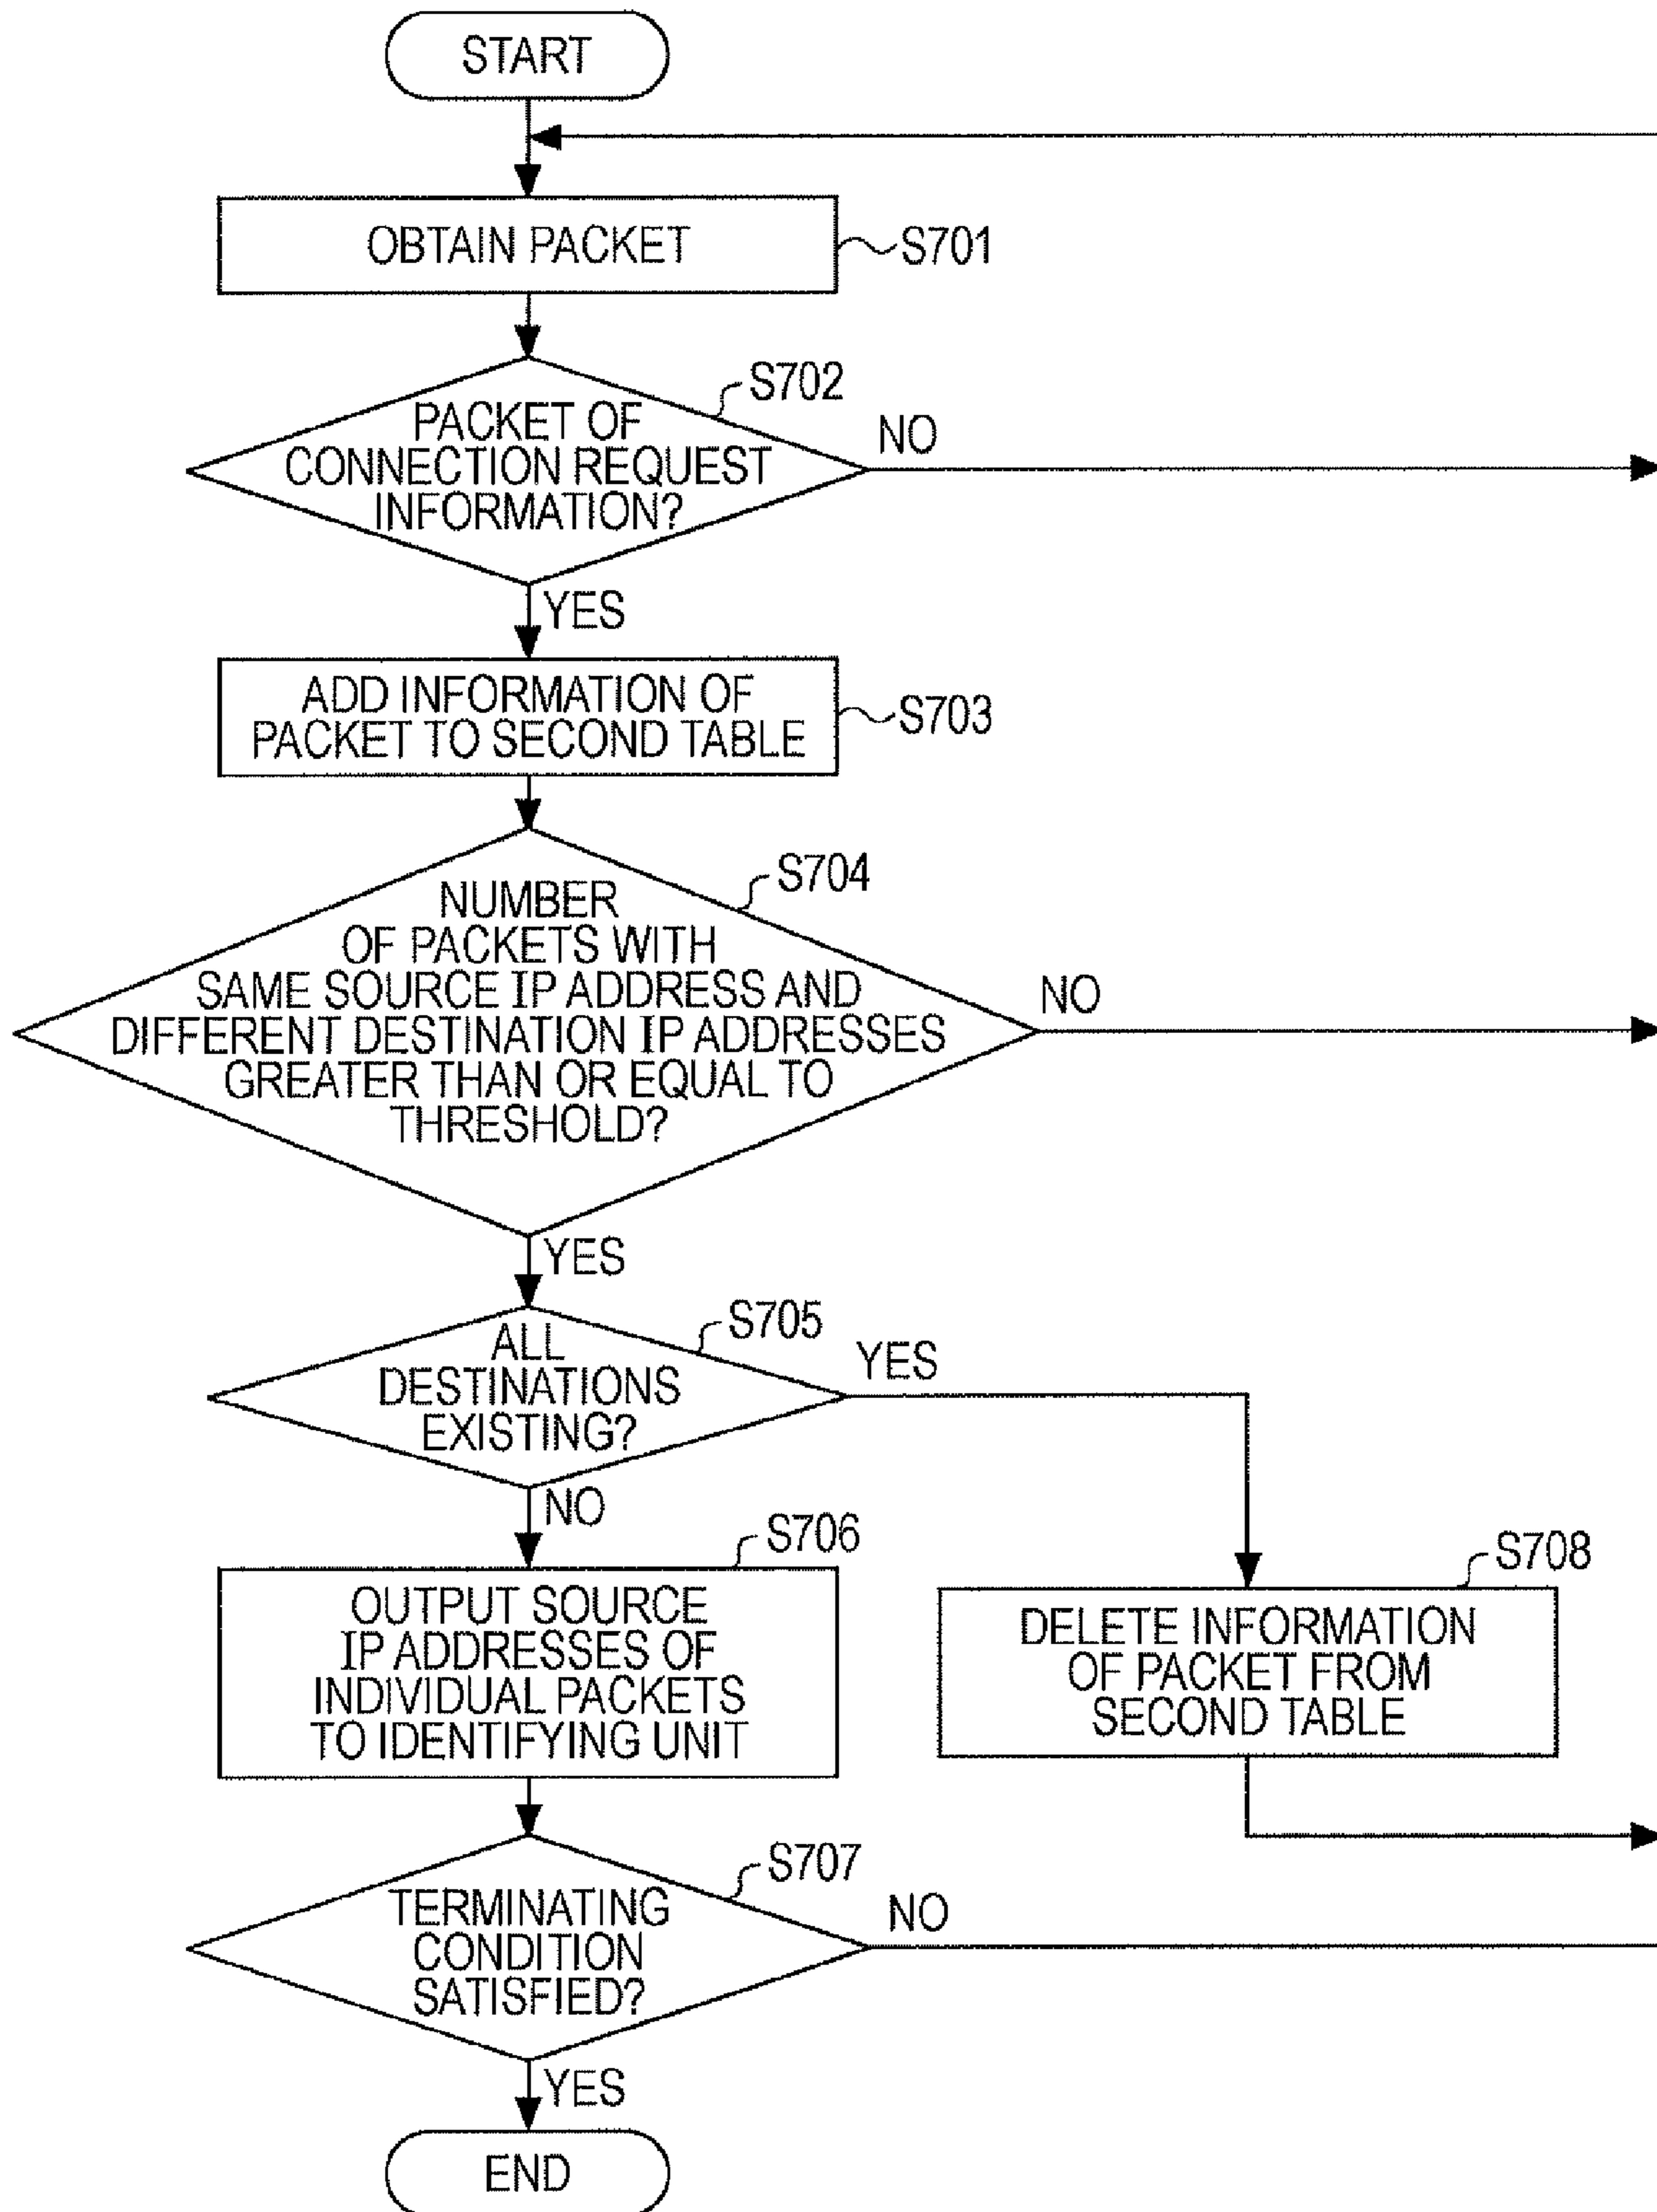 START
OBTAIN PACKET
S701
S702
PACKET OF
CONNECTION REQUEST
INFORMATION?
NO
YES
ADD INFORMATION OF
PACKET TO SECOND TABLE
S703
S704
NUMBER
OF PACKETS WITH
SAME SOURCE IP ADDRESS AND
DIFFERENT DESTINATION IP ADDRESSES
GREATER THAN OR EQUAL TO
THRESHOLD?
NO
YES
S705
ALL
DESTINATIONS
EXISTING?
YES
NO
S706
OUTPUT SOURCE
IP ADDRESSES OF
INDIVIDUAL PACKETS
TO IDENTIFYING UNIT
S708
DELETE INFORMATION
OF PACKET FROM
SECOND TABLE
S707
TERMINATING
CONDITION
SATISFIED?
NO
YES
END